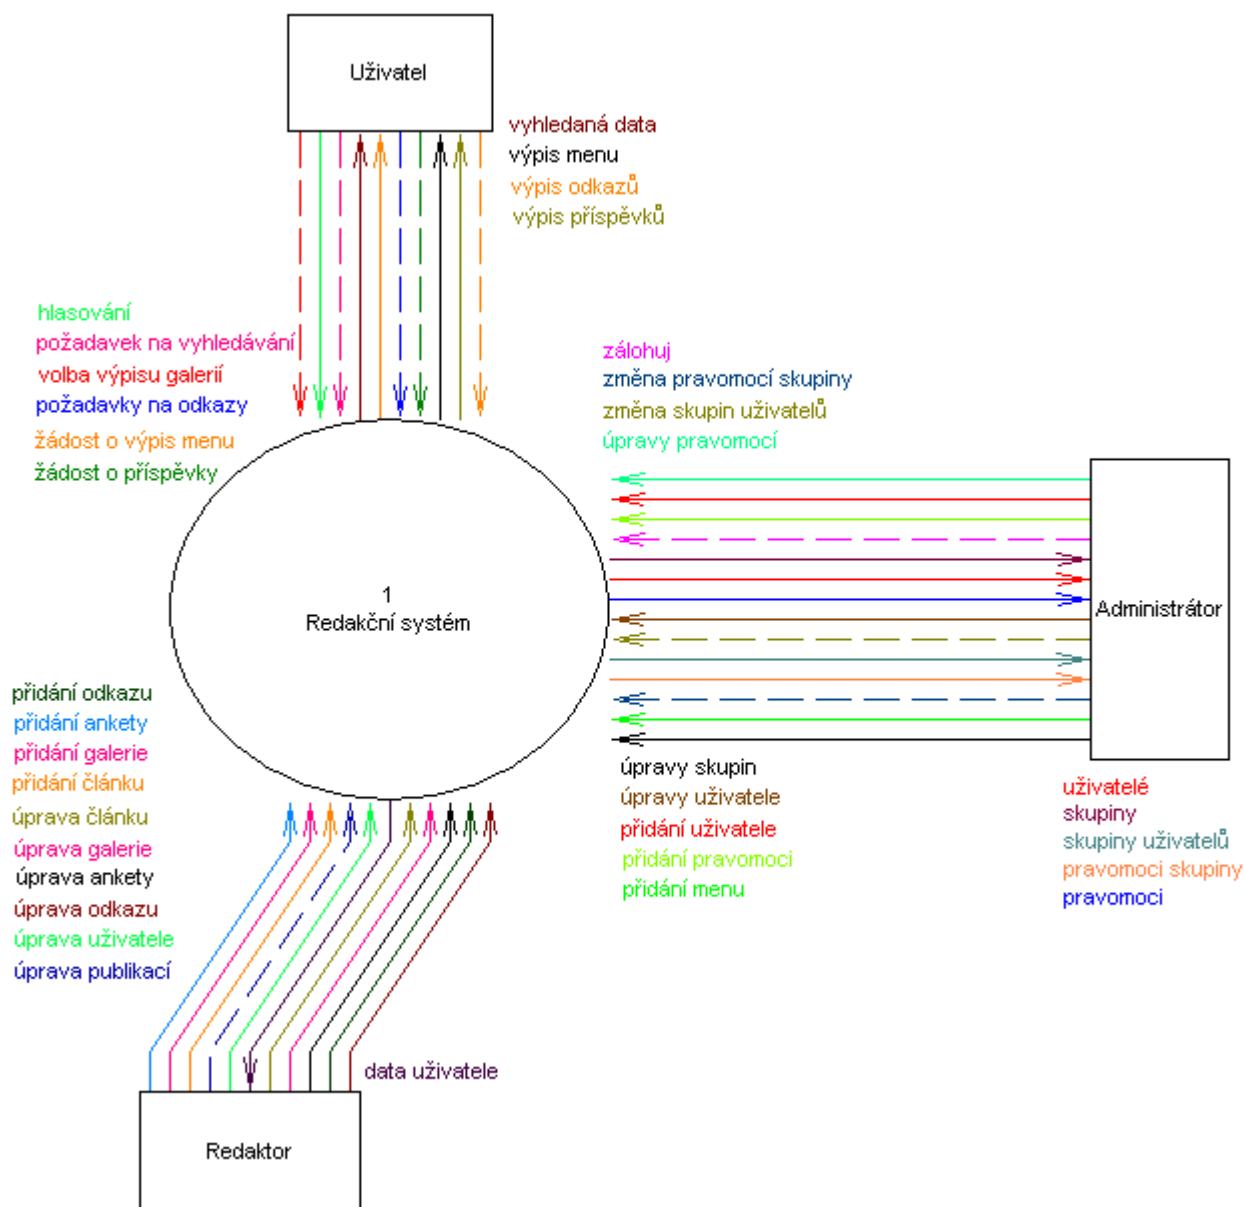 Uživatel
vyhledaná data
výpis menu
výpis odkazů
výpis příspěvků
hlasování
požadavek na vyhledávání
volba výpisu galerií
požadavky na odkazy
žádost o výpis menu
žádost o příspěvky
zálohuj
změna pravomocí skupiny
změna skupin uživatelů
úpravy pravomocí
1
Redakční systém
Administrátor
přidání odkazu
přidání ankety
přidání galerie
přidání článku
úprava článku
úprava galerie
úprava ankety
úprava odkazu
úprava uživatele
úprava publikací
úpravy skupin
úpravy uživatele
přidání uživatele
přidání pravomoci
přidání menu
uživatelé
skupiny
skupiny uživatelů
pravomoci skupiny
pravomoci
data uživatele
Redaktor